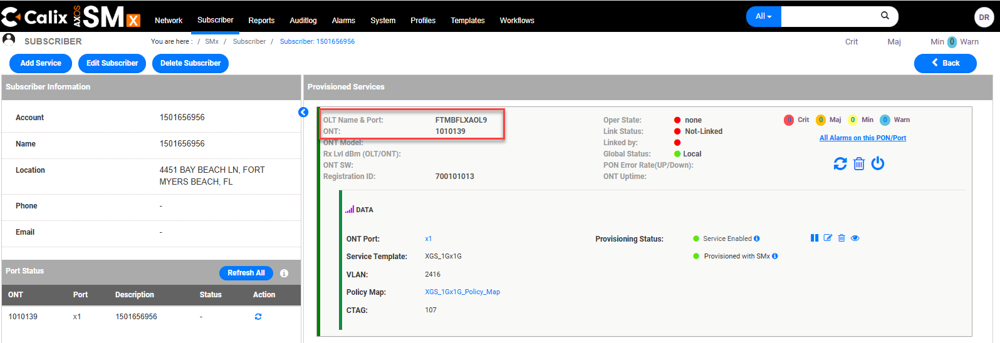 Calix AXOS SMx
Network Subscriber Reports Auditlog Alarms System Profiles Templates Workflows
All
DR
SUBSCRIBER
You are here : / SMx / Subscriber / Subscriber: 1501656956
Crit Maj Min 0 Warn
Add Service Edit Subscriber Delete Subscriber
Back
Subscriber Information
Account 1501656956
Name 1501656956
Location 4451 BAY BEACH LN, FORT
MYERS BEACH, FL
Phone -
Email -
Port Status Refresh All
ONT Port Description Status Action
1010139 x1 1501656956 -
Provisioned Services
OLT Name & Port: FTMBFLXAOL9 Oper State: none 0 Crit 0 Maj 0 Min 0 Warn
ONT: 1010139 Link Status: Not-Linked All Alarms on this PON/Port
ONT Model: Linked by:
Rx Lvl dBm (OLT/ONT): Global Status: Local
ONT SW: PON Error Rate(UP/Down):
Registration ID: 700101013 ONT Uptime:
DATA
ONT Port: x1 Provisioning Status: Service Enabled
Service Template: XGS_1Gx1G Provisioned with SMx
VLAN: 2416
Policy Map: XGS_1Gx1G_Policy_Map
CTAG: 107